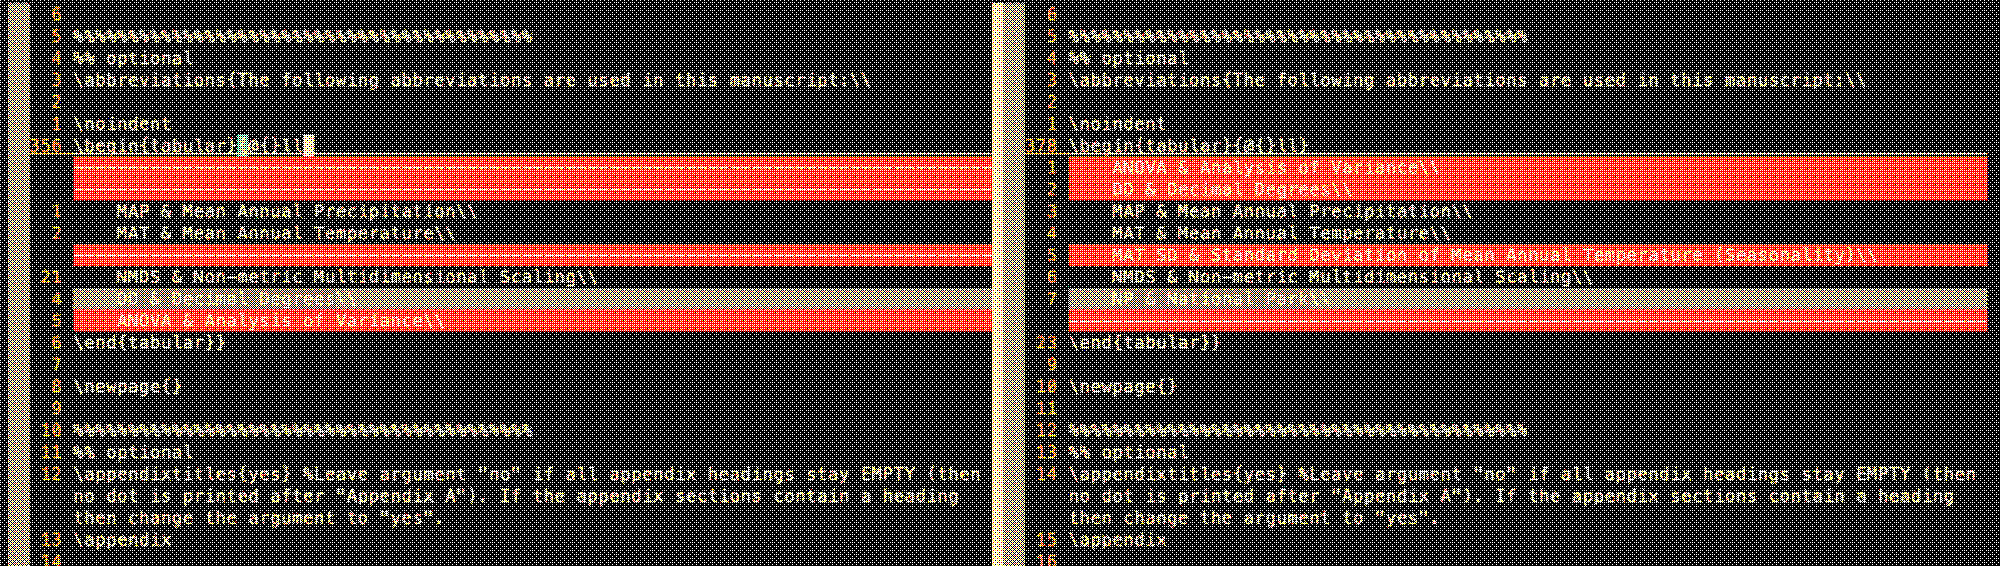 6
5 %%%%%%%%%%%%%%%%%%%%%%%%%%%%%%%%%%%%%%%%%%
4 %% optional
3 \abbreviations{The following abbreviations are used in this manuscript:\\
2
1 \noindent
356 \begin{tabular}{@{}ll}
1 MAP & Mean Annual Precipitation\\
2 MAT & Mean Annual Temperature\\
21 NMDS & Non-metric Multidimensional Scaling\\
4 DD & Decimal Degrees\\
5 ANOVA & Analysis of Variance\\
6 \end{tabular}}
7
8 \newpage{}
9
10 %%%%%%%%%%%%%%%%%%%%%%%%%%%%%%%%%%%%%%%%%%
11 %% optional
12 \appendixtitles{yes} %Leave argument "no" if all appendix headings stay EMPTY (then
no dot is printed after "Appendix A"). If the appendix sections contain a heading
then change the argument to "yes".
13 \appendix
14
6
5 %%%%%%%%%%%%%%%%%%%%%%%%%%%%%%%%%%%%%%%%%%
4 %% optional
3 \abbreviations{The following abbreviations are used in this manuscript:\\
2
1 \noindent
378 \begin{tabular}{@{}ll}
1 ANOVA & Analysis of Variance\\
2 DD & Decimal Degrees\\
3 MAP & Mean Annual Precipitation\\
4 MAT & Mean Annual Temperature\\
5 MAT SD & Standard Deviation of Mean Annual Temperature (Seasonality)\\
6 NMDS & Non-metric Multidimensional Scaling\\
7 NP & National Park\\
23 \end{tabular}}
9
10 \newpage{}
11
12 %%%%%%%%%%%%%%%%%%%%%%%%%%%%%%%%%%%%%%%%%%
13 %% optional
14 \appendixtitles{yes} %Leave argument "no" if all appendix headings stay EMPTY (then
no dot is printed after "Appendix A"). If the appendix sections contain a heading
then change the argument to "yes".
15 \appendix
16